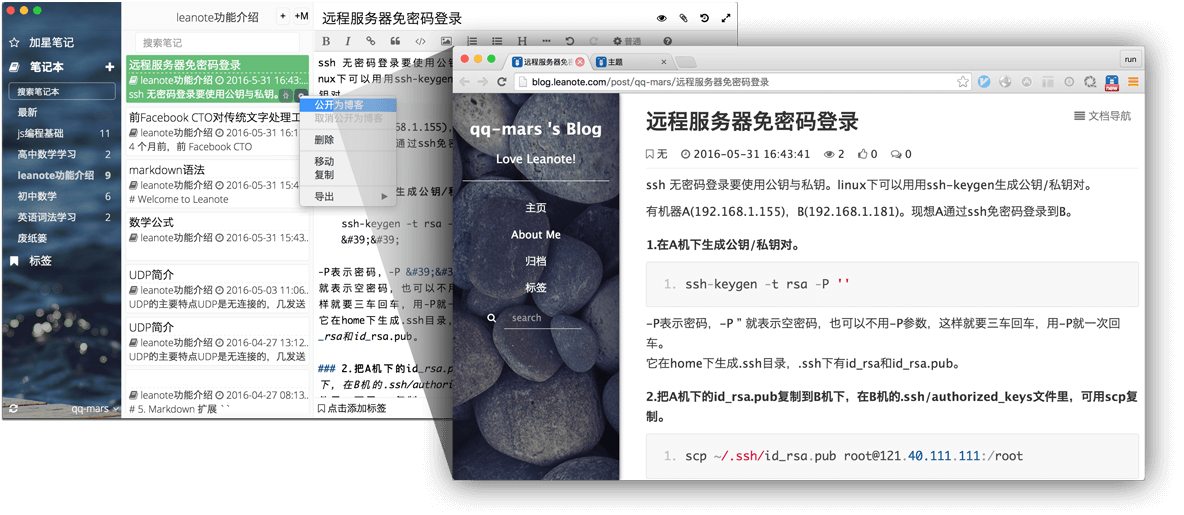 加星笔记
笔记本
搜索笔记本
最新
js编程基础 11
高中数学学习 2
leanote功能介绍 9
初中数学 6
英语词法学习 2
废纸篓
标签
qq-mars
leanote功能介绍 + +M
搜索笔记
远程服务器免密码登录
leanote功能介绍 2016-5-31 16:43:...
ssh 无密码登录要使用公钥与私钥。
前Facebook CTO对传统文字处理工
leanote功能介绍 2016-05-31 16:1
4 个月前，前 Facebook CTO
markdown语法
leanote功能介绍 2016-05-31 15:4
# Welcome to Leanote
数学公式
leanote功能介绍 2016-05-31 15:43..
UDP简介
leanote功能介绍 2016-05-03 11:06..
UDP的主要特点UDP是无连接的，几发送
UDP简介
leanote功能介绍 2016-04-27 13:12..
UDP的主要特点UDP是无连接的，几发送
leanote功能介绍 2016-04-27 08:13..
# 5. Markdown 扩展 ``
公开为博客
取消公开为博客
删除
移动
复制
导出
远程服务器免密码登录
B I H 普通
ssh 无密码登录要使用公钥
nux下可以用用ssh-keygen
钥对
68.1.155),
通过ssh免密
生成公钥/私
ssh-keygen -t rsa -
&#39;&#39;
-P表示密码，-P &#39;&#
就表示空密码，也可以不用
样就要三车回车，用-P就一
它在home下生成.ssh目录，
_rsa和id_rsa.pub。
### 2.把A机下的id_rsa.p
下，在B机的.ssh/authori
点击添加标签
远程服务器免密
主题
run
blog.leanote.com/post/qq-mars/远程服务器免密码登录
new
qq-mars 's Blog
Love Leanote!
主页
About Me
归档
标签
search
远程服务器免密码登录
文档导航
无 2016-05-31 16:43:41 2 0 0
ssh 无密码登录要使用公钥与私钥。linux下可以用用ssh-keygen生成公钥/私钥对。
有机器A(192.168.1.155)，B(192.168.1.181)。现想A通过ssh免密码登录到B。
1.在A机下生成公钥/私钥对。
1. ssh-keygen -t rsa -P ''
-P表示密码，-P '' 就表示空密码，也可以不用-P参数，这样就要三车回车，用-P就一次回
车。
它在home下生成.ssh目录，.ssh下有id_rsa和id_rsa.pub。
2.把A机下的id_rsa.pub复制到B机下，在B机的.ssh/authorized_keys文件里，可用scp复
制。
1. scp ~/.ssh/id_rsa.pub root@121.40.111.111:/root